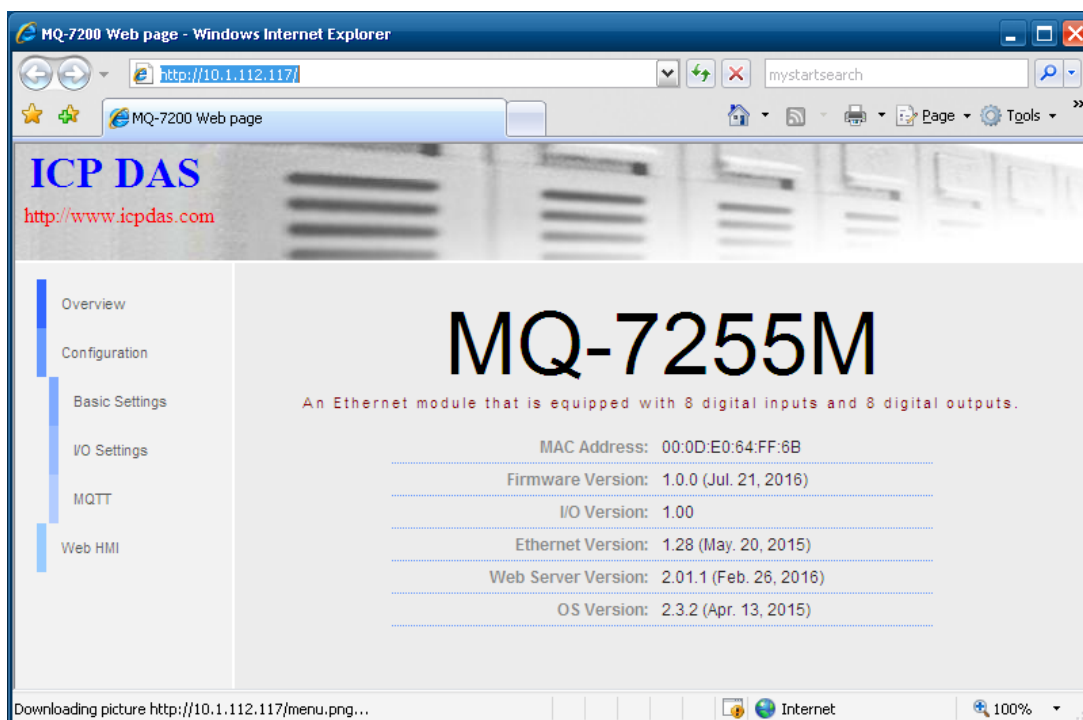 MQ-7200 Web page - Windows Internet Explorer
http://10.1.112.117/
mystartsearch
MQ-7200 Web page
Page
Tools
»
ICP DAS
http://www.icpdas.com
Overview
Configuration
Basic Settings
I/O Settings
MQTT
Web HMI
MQ-7255M
An Ethernet module that is equipped with 8 digital inputs and 8 digital outputs.
MAC Address: 00:0D:E0:64:FF:6B
Firmware Version: 1.0.0 (Jul. 21, 2016)
I/O Version: 1.00
Ethernet Version: 1.28 (May. 20, 2015)
Web Server Version: 2.01.1 (Feb. 26, 2016)
OS Version: 2.3.2 (Apr. 13, 2015)
Downloading picture http://10.1.112.117/menu.png...
Internet
100%